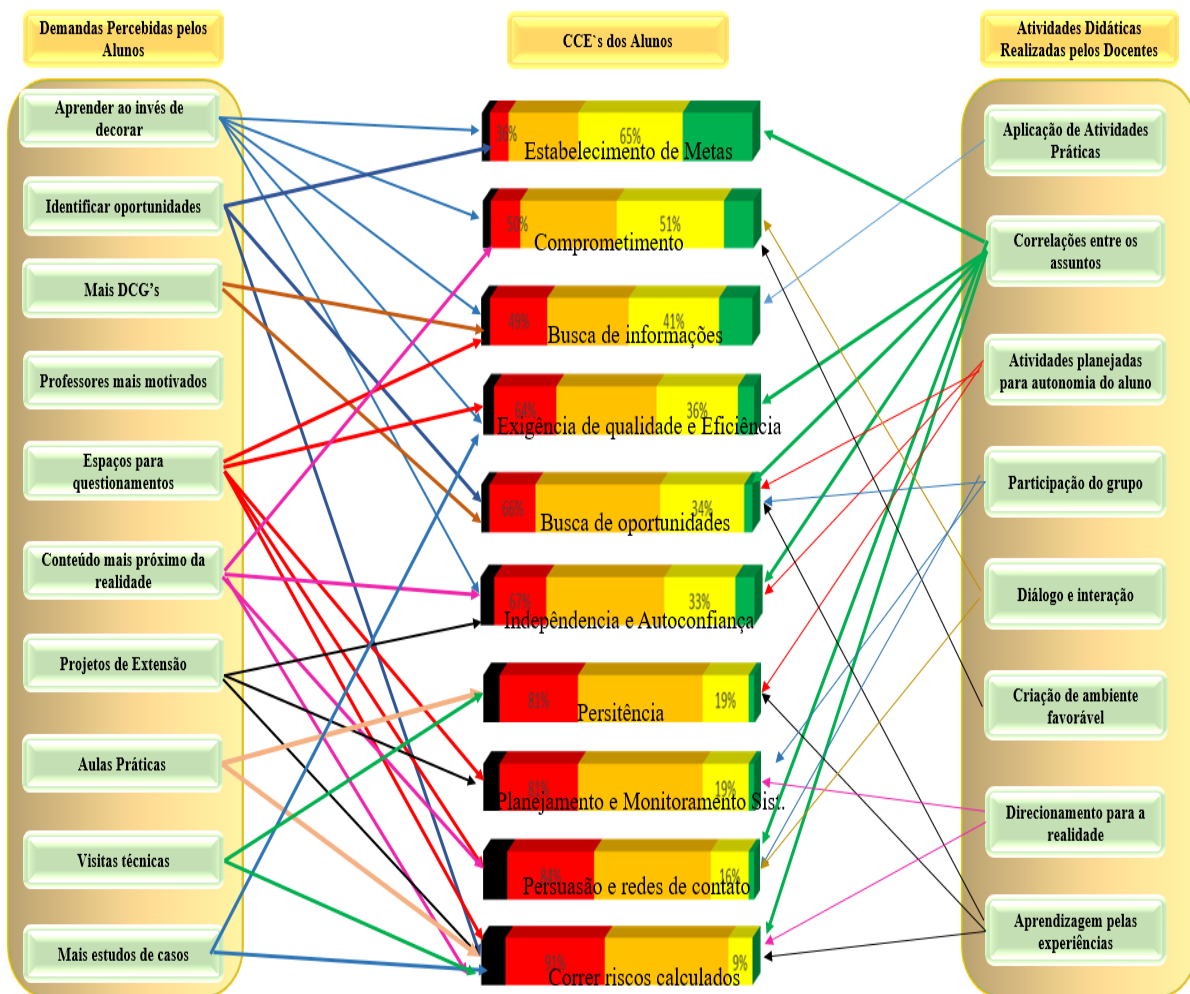 Demandas Percebidas pelos
Alunos
Aprender ao invés de
decorar
Identificar oportunidades
Mais DCG’s
Professores mais motivados
Espaços para
questionamentos
Conteúdo mais próximo da
realidade
Projetos de Extensão
Aulas Práticas
Visitas técnicas
Mais estudos de casos
CCE`s dos Alunos
65%
Estabelecimento de Metas
50% 51%
Comprometimento
49% 41%
Busca de informações
64% 36%
Exigência de qualidade e Eficiência
66% 34%
Busca de oportunidades
67% 33%
Indepêndencia e Autoconfiança
81% 19%
Persitência
81% 19%
Planejamento e Monitoramento Sist.
84% 16%
Persuasão e redes de contato
91% 9%
Correr riscos calculados
Atividades Didáticas
Realizadas pelos Docentes
Aplicação de Atividades
Práticas
Correlações entre os
assuntos
Atividades planejadas
para autonomia do aluno
Participação do grupo
Diálogo e interação
Criação de ambiente
favorável
Direcionamento para a
realidade
Aprendizagem pelas
experiências